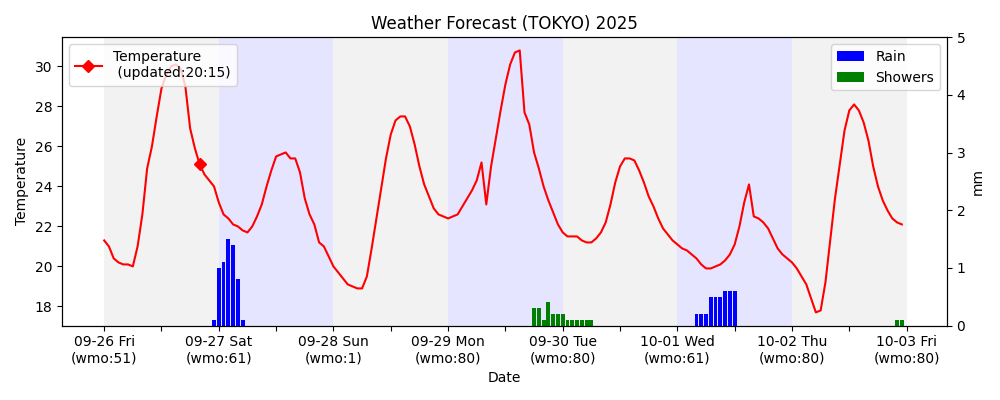 Weather Forecast (TOKYO) 2025
Temperature
(updated:20:15)
Rain
Showers
30
28
26
24
22
20
18
Temperature
5
4
3
2
1
0
mm
09-26 Fri
(wmo:51)
09-27 Sat
(wmo:61)
09-28 Sun
(wmo:1)
09-29 Mon
(wmo:80)
09-30 Tue
(wmo:80)
10-01 Wed
(wmo:61)
10-02 Thu
(wmo:80)
10-03 Fri
(wmo:80)
Date